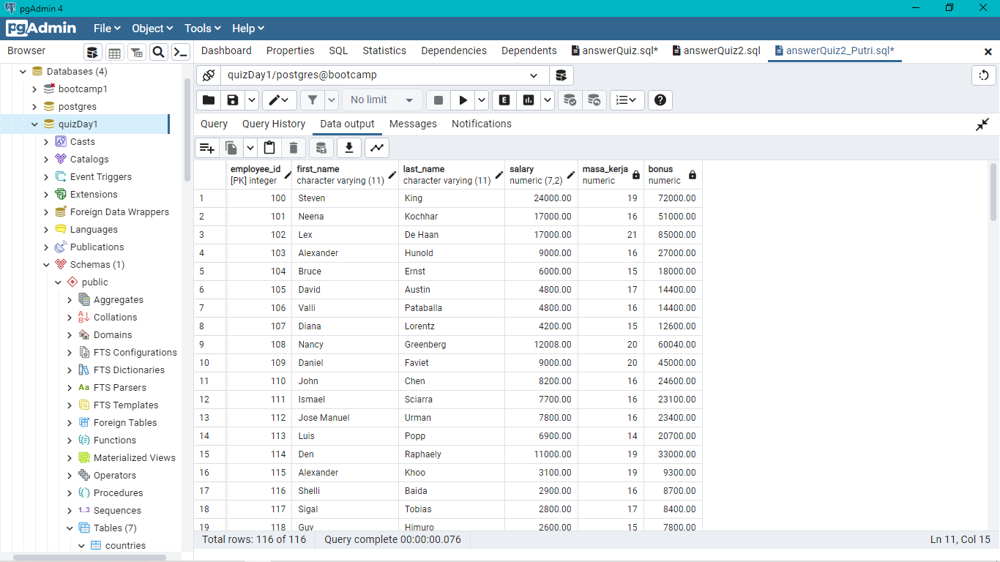 pgAdmin 4
pgAdmin File Object Tools Help
Browser
Dashboard Properties SQL Statistics Dependencies Dependents answerQuiz.sql* answerQuiz2.sql answerQuiz2_Putri.sql*
Databases (4)
bootcamp1
postgres
quizDay1
Casts
Catalogs
Event Triggers
Extensions
Foreign Data Wrappers
Languages
Publications
Schemas (1)
public
Aggregates
Collations
Domains
FTS Configurations
FTS Dictionaries
Aa FTS Parsers
FTS Templates
Foreign Tables
Functions
Materialized Views
Operators
Procedures
1..3 Sequences
Tables (7)
countries
quizDay1/postgres@bootcamp
No limit E
Query Query History Data output Messages Notifications
employee_id first_name last_name salary masa_kerja bonus
[PK] integer character varying (11) character varying (11) numeric (7,2) numeric numeric
1 100 Steven King 24000.00 19 72000.00
2 101 Neena Kochhar 17000.00 16 51000.00
3 102 Lex De Haan 17000.00 21 85000.00
4 103 Alexander Hunold 9000.00 16 27000.00
5 104 Bruce Ernst 6000.00 15 18000.00
6 105 David Austin 4800.00 17 14400.00
7 106 Valli Pataballa 4800.00 16 14400.00
8 107 Diana Lorentz 4200.00 15 12600.00
9 108 Nancy Greenberg 12008.00 20 60040.00
10 109 Daniel Faviet 9000.00 20 45000.00
11 110 John Chen 8200.00 16 24600.00
12 111 Ismael Sciarra 7700.00 16 23100.00
13 112 Jose Manuel Urman 7800.00 16 23400.00
14 113 Luis Popp 6900.00 14 20700.00
15 114 Den Raphaely 11000.00 19 33000.00
16 115 Alexander Khoo 3100.00 19 9300.00
17 116 Shelli Baida 2900.00 16 8700.00
18 117 Sigal Tobias 2800.00 17 8400.00
19 118 Guy Himuro 2600.00 15 7800.00
Total rows: 116 of 116 Query complete 00:00:00.076 Ln 11, Col 15